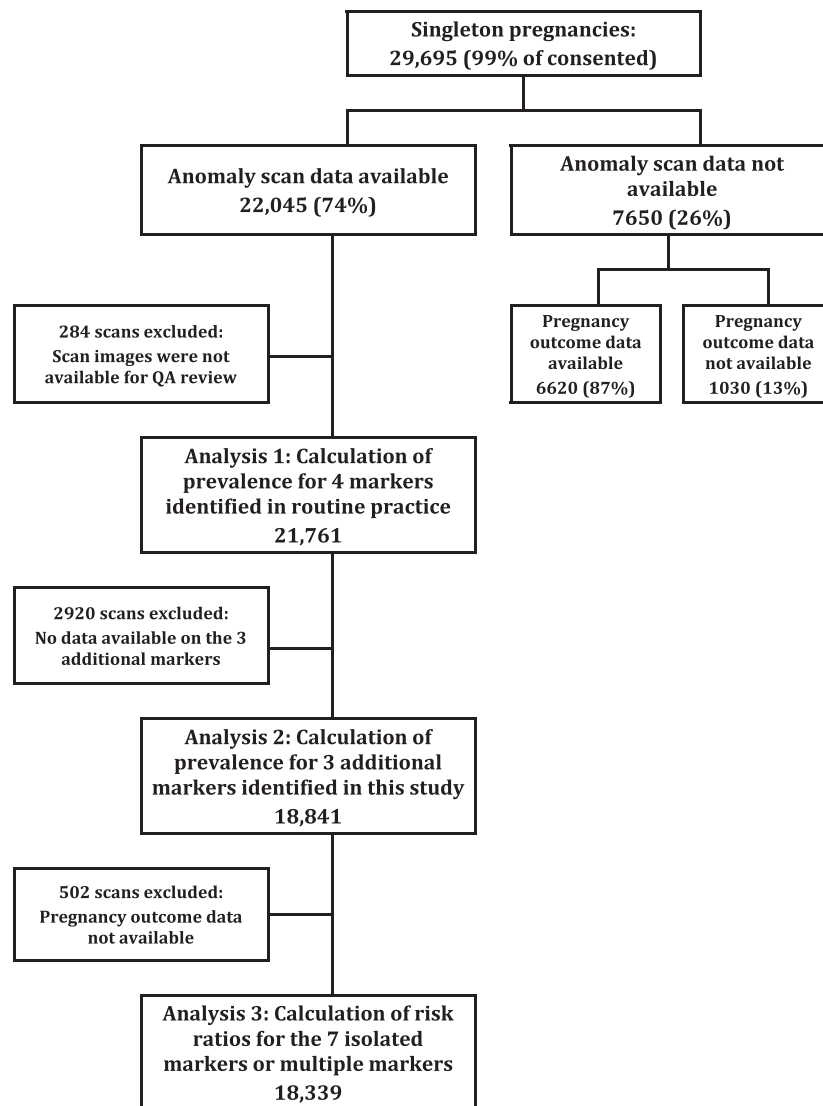 Singleton pregnancies:
29,695 (99% of consented)
Anomaly scan data available
22,045 (74%)
Anomaly scan data not
available
7650 (26%)
284 scans excluded:
Scan images were not
available for QA review
Pregnancy
outcome data
available
6620 (87%)
Pregnancy
outcome data
not available
1030 (13%)
Analysis 1: Calculation of
prevalence for 4 markers
identified in routine practice
21,761
2920 scans excluded:
No data available on the 3
additional markers
Analysis 2: Calculation of
prevalence for 3 additional
markers identified in this study
18,841
502 scans excluded:
Pregnancy outcome data
not available
Analysis 3: Calculation of risk
ratios for the 7 isolated
markers or multiple markers
18,339